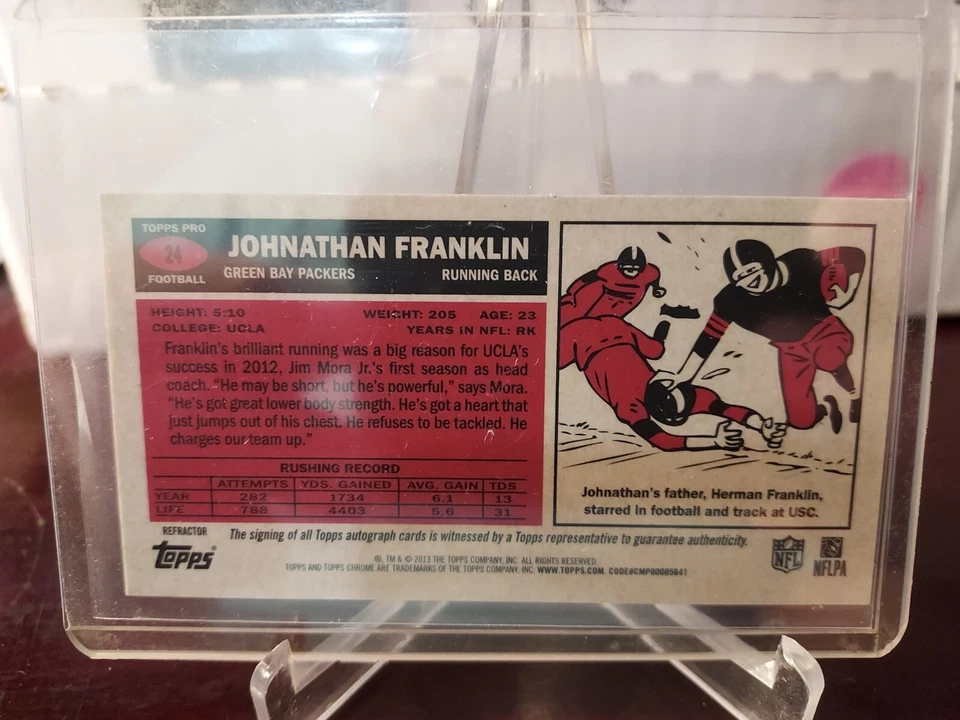 TOPPS PRO
24
FOOTBALL
JOHNATHAN FRANKLIN
GREEN BAY PACKERS RUNNING BACK
HEIGHT: 5:10 WEIGHT: 205 AGE: 23
COLLEGE: UCLA YEARS IN NFL: RK
Franklin's brilliant running was a big reason for UCLA's
success in 2012, Jim Mora Jr.'s first season as head
coach. "He may be short, but he's powerful," says Mora.
"He's got great lower body strength. He's got a heart that
just jumps out of his chest. He refuses to be tackled. He
charges our team up."
RUSHING RECORD
ATTEMPTS YDS. GAINED AVG. GAIN TDS
YEAR 282 1734 6.1 13
LIFE 788 4403 5.6 31
Johnathan's father, Herman Franklin,
starred in football and track at USC.
REFRACTOR
topps
The signing of all Topps autograph cards is witnessed by a Topps representative to guarantee authenticity.
®, TM & © 2013 THE TOPPS COMPANY, INC. ALL RIGHTS RESERVED.
TOPPS AND TOPPS CHROME ARE TRADEMARKS OF THE TOPPS COMPANY, INC. WWW.TOPPS.COM. CODE#CMP00005641
NFL
NFLPA